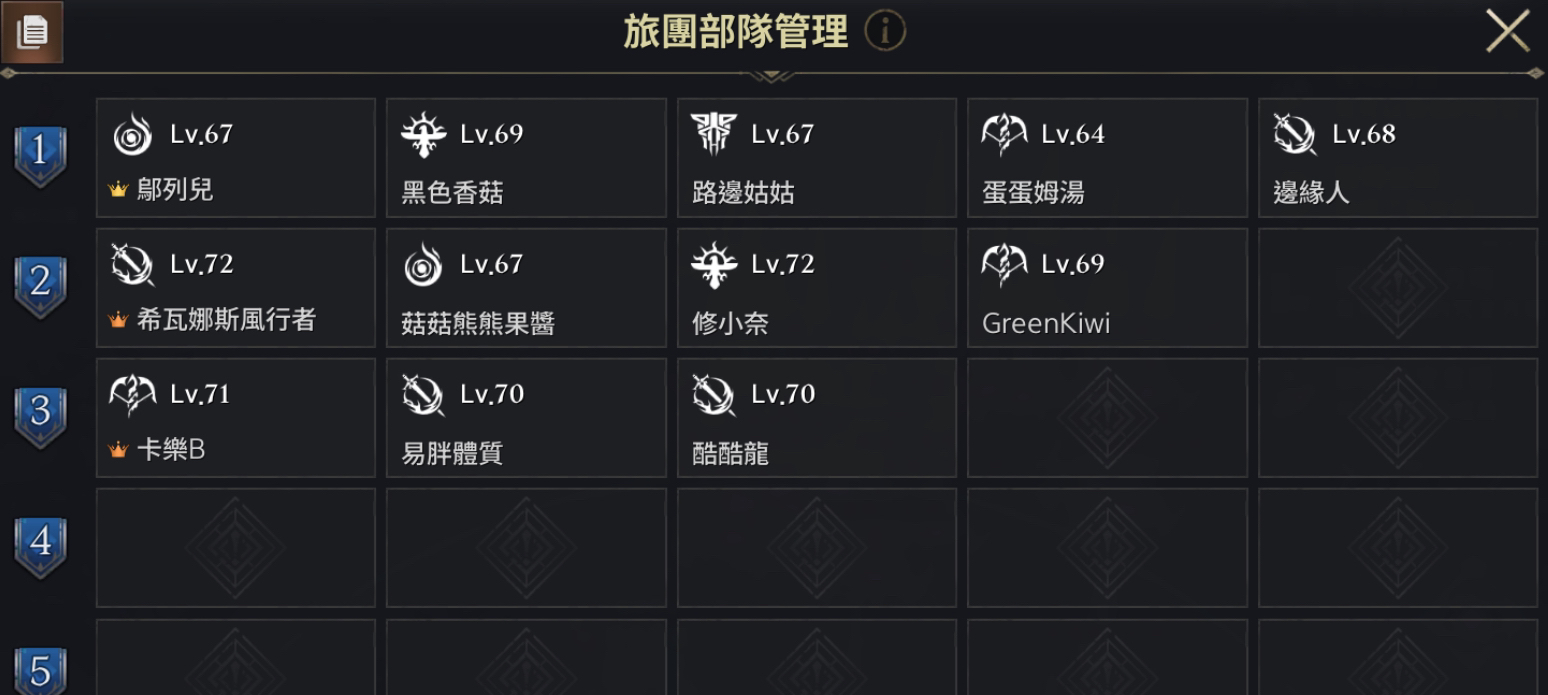 旅團部隊管理
1
Lv.67
鄔列兒
Lv.69
黑色香菇
Lv.67
路邊姑姑
Lv.64
蛋蛋姆湯
Lv.68
邊緣人
2
Lv.72
希瓦娜斯風行者
Lv.67
菇菇熊熊果醬
Lv.72
修小奈
Lv.69
GreenKiwi
3
Lv.71
卡樂B
Lv.70
易胖體質
Lv.70
酷酷龍
4
5